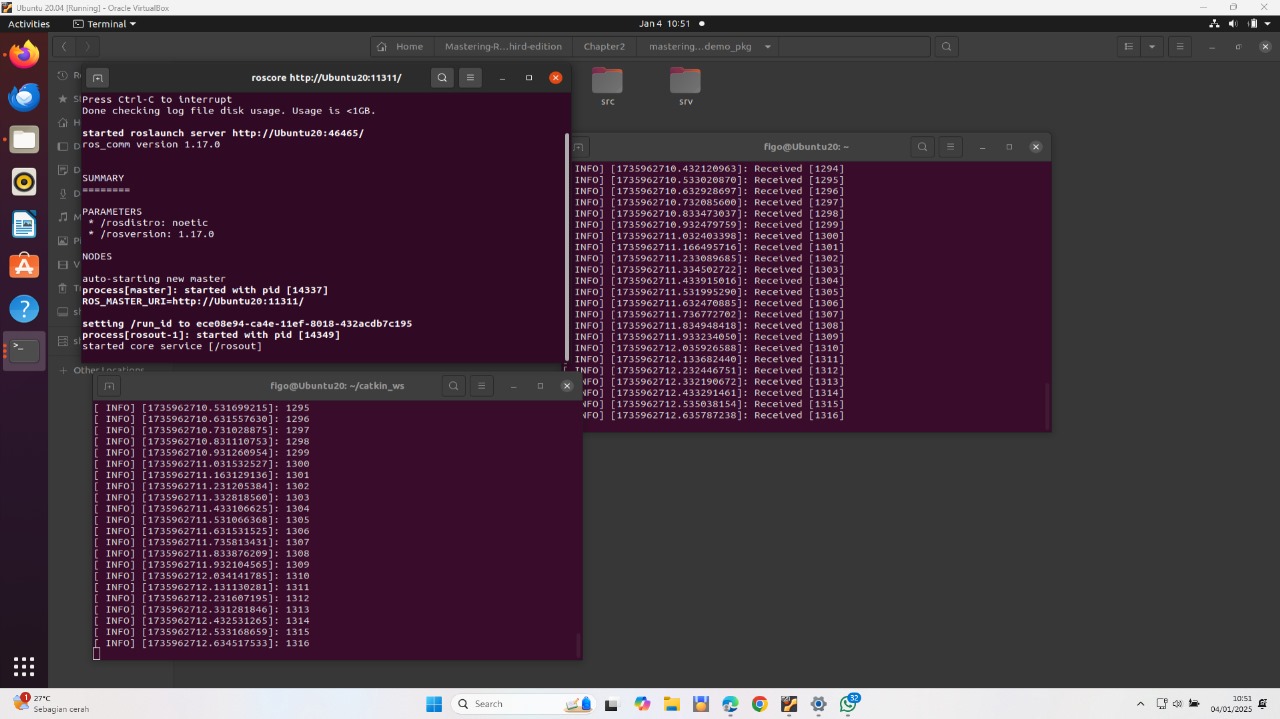 Ubuntu 20.04 [Running] - Oracle VirtualBox
Activities
Terminal
Jan 4 10:51
Home
Mastering-R...hird-edition
Chapter2
mastering...demo_pkg
src
srv
Other Locations
roscore http://Ubuntu20:11311/
Press Ctrl-C to interrupt
Done checking log file disk usage. Usage is <1GB.
started roslaunch server http://Ubuntu20:46465/
ros_comm version 1.17.0
SUMMARY
========
PARAMETERS
* /rosdistro: noetic
* /rosversion: 1.17.0
NODES
auto-starting new master
process[master]: started with pid [14337]
ROS_MASTER_URI=http://Ubuntu20:11311/
setting /run_id to ece08e94-ca4e-11ef-8018-432acdb7c195
process[rosout-1]: started with pid [14349]
started core service [/rosout]
figo@Ubuntu20: ~
INFO] [1735962710.432120963]: Received [1294]
INFO] [1735962710.533020870]: Received [1295]
INFO] [1735962710.632928697]: Received [1296]
INFO] [1735962710.732085600]: Received [1297]
INFO] [1735962710.833473037]: Received [1298]
INFO] [1735962710.932479759]: Received [1299]
INFO] [1735962711.032403398]: Received [1300]
INFO] [1735962711.166495716]: Received [1301]
INFO] [1735962711.233089685]: Received [1302]
INFO] [1735962711.334502722]: Received [1303]
INFO] [1735962711.433915016]: Received [1304]
INFO] [1735962711.531995290]: Received [1305]
INFO] [1735962711.632470885]: Received [1306]
INFO] [1735962711.736772702]: Received [1307]
INFO] [1735962711.834948418]: Received [1308]
INFO] [1735962711.933234050]: Received [1309]
INFO] [1735962712.035926588]: Received [1310]
INFO] [1735962712.133682440]: Received [1311]
INFO] [1735962712.232446751]: Received [1312]
INFO] [1735962712.332190672]: Received [1313]
INFO] [1735962712.433291461]: Received [1314]
NFO] [1735962712.535038154]: Received [1315]
NFO] [1735962712.635787238]: Received [1316]
figo@Ubuntu20: ~/catkin_ws
[ INFO] [1735962710.531699215]: 1295
[ INFO] [1735962710.631557630]: 1296
[ INFO] [1735962710.731028875]: 1297
[ INFO] [1735962710.831110753]: 1298
[ INFO] [1735962710.931260954]: 1299
[ INFO] [1735962711.031532527]: 1300
[ INFO] [1735962711.163129136]: 1301
[ INFO] [1735962711.231205384]: 1302
[ INFO] [1735962711.332818560]: 1303
[ INFO] [1735962711.433106625]: 1304
[ INFO] [1735962711.531066368]: 1305
[ INFO] [1735962711.631531525]: 1306
[ INFO] [1735962711.735813431]: 1307
[ INFO] [1735962711.833876209]: 1308
[ INFO] [1735962711.932104565]: 1309
[ INFO] [1735962712.034141785]: 1310
[ INFO] [1735962712.131130281]: 1311
[ INFO] [1735962712.231607195]: 1312
[ INFO] [1735962712.331281846]: 1313
[ INFO] [1735962712.432531265]: 1314
[ INFO] [1735962712.533168659]: 1315
[ INFO] [1735962712.634517533]: 1316
1
27°C
Sebagian cerah
Search
32
10:51
04/01/2025